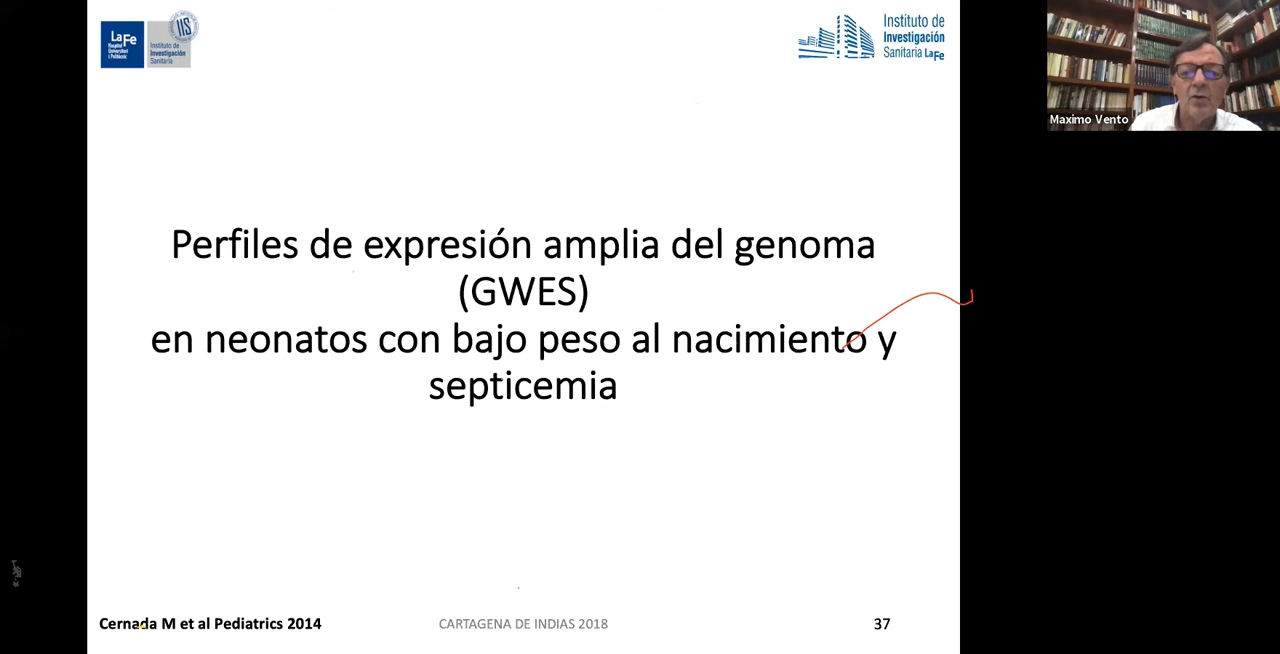 LaFe
Hospital
Universitari
i Politècnic
IIS
Instituto de
Investigación
Sanitaria
Instituto de
Investigación
Sanitaria LaFe
Maximo Vento
Perfiles de expresión amplia del genoma
(GWES)
en neonatos con bajo peso al nacimiento y
septicemia
Cernada M et al Pediatrics 2014
CARTAGENA DE INDIAS 2018
37